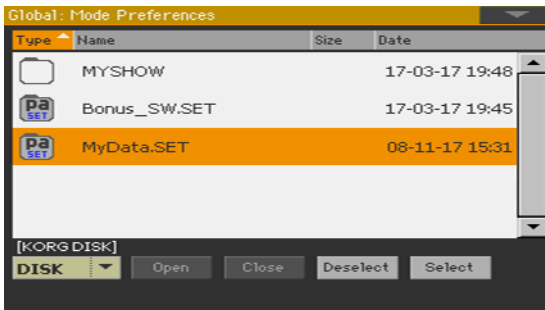 Global: Mode Preferences
Type Name Size Date
MYSHOW 17-03-17 19:48
pa SET Bonus_SW.SET 17-03-17 19:45
pa SET MyData.SET 08-11-17 15:31
[KORG DISK]
DISK Open Close Deselect Select